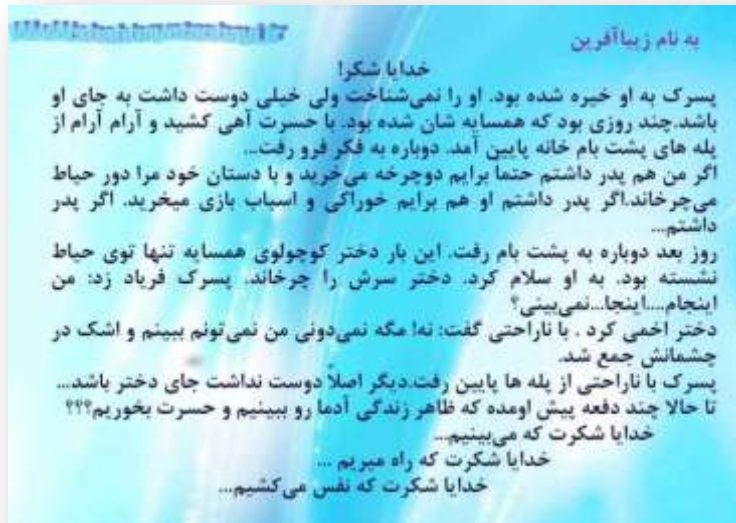 به نام زیباآفرین
خدایا شکر!
پسرک به او خیره شده بود. او را نمی‌شناخت ولی خیلی دوست داشت به جای او
باشد.چند روزی بود که همسایه شان شده بود. با حسرت آهی کشید و آرام آرام از
پله های پشت بام خانه پایین آمد. دوباره به فکر فرو رفت...
اگر من هم پدر داشتم حتما برایم دوچرخه می‌خرید و با دستان خود مرا دور حیاط
می‌چرخاند.اگر پدر داشتم او هم برایم خوراکی و اسباب بازی میخرید. اگر پدر
داشتم...
روز بعد دوباره به پشت بام رفت. این بار دختر کوچولوی همسایه تنها توی حیاط
نشسته بود. به او سلام کرد. دختر سرش را چرخاند. پسرک فریاد زد: من
اینجام....اینجا...نمی‌بینی؟
دختر اخمی کرد . با ناراحتی گفت: نه! مگه نمی‌دونی من نمی‌تونم ببینم و اشک در
چشمانش جمع شد.
پسرک با ناراحتی از پله ها پایین رفت.دیگر اصلاً دوست نداشت جای دختر باشد...
تا حالا چند دفعه پیش اومده که ظاهر زندگی آدما رو ببینیم و حسرت بخوریم؟؟؟
خدایا شکرت که می‌بینیم...
خدایا شکرت که راه میریم ...
خدایا شکرت که نفس می‌کشیم...